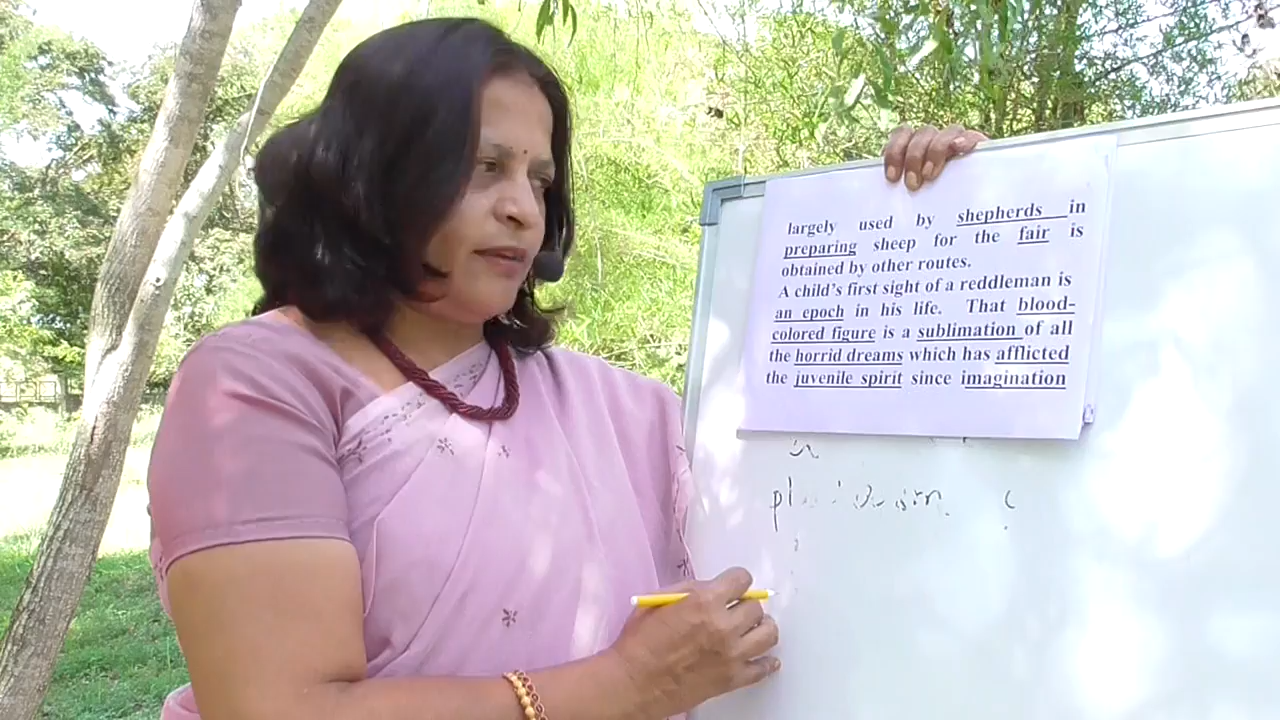 largely used by shepherds in
preparing sheep for the fair is
obtained by other routes.
A child's first sight of a reddleman is
an epoch in his life. That blood-
colored figure is a sublimation of all
the horrid dreams which has afflicted
the juvenile spirit since imagination